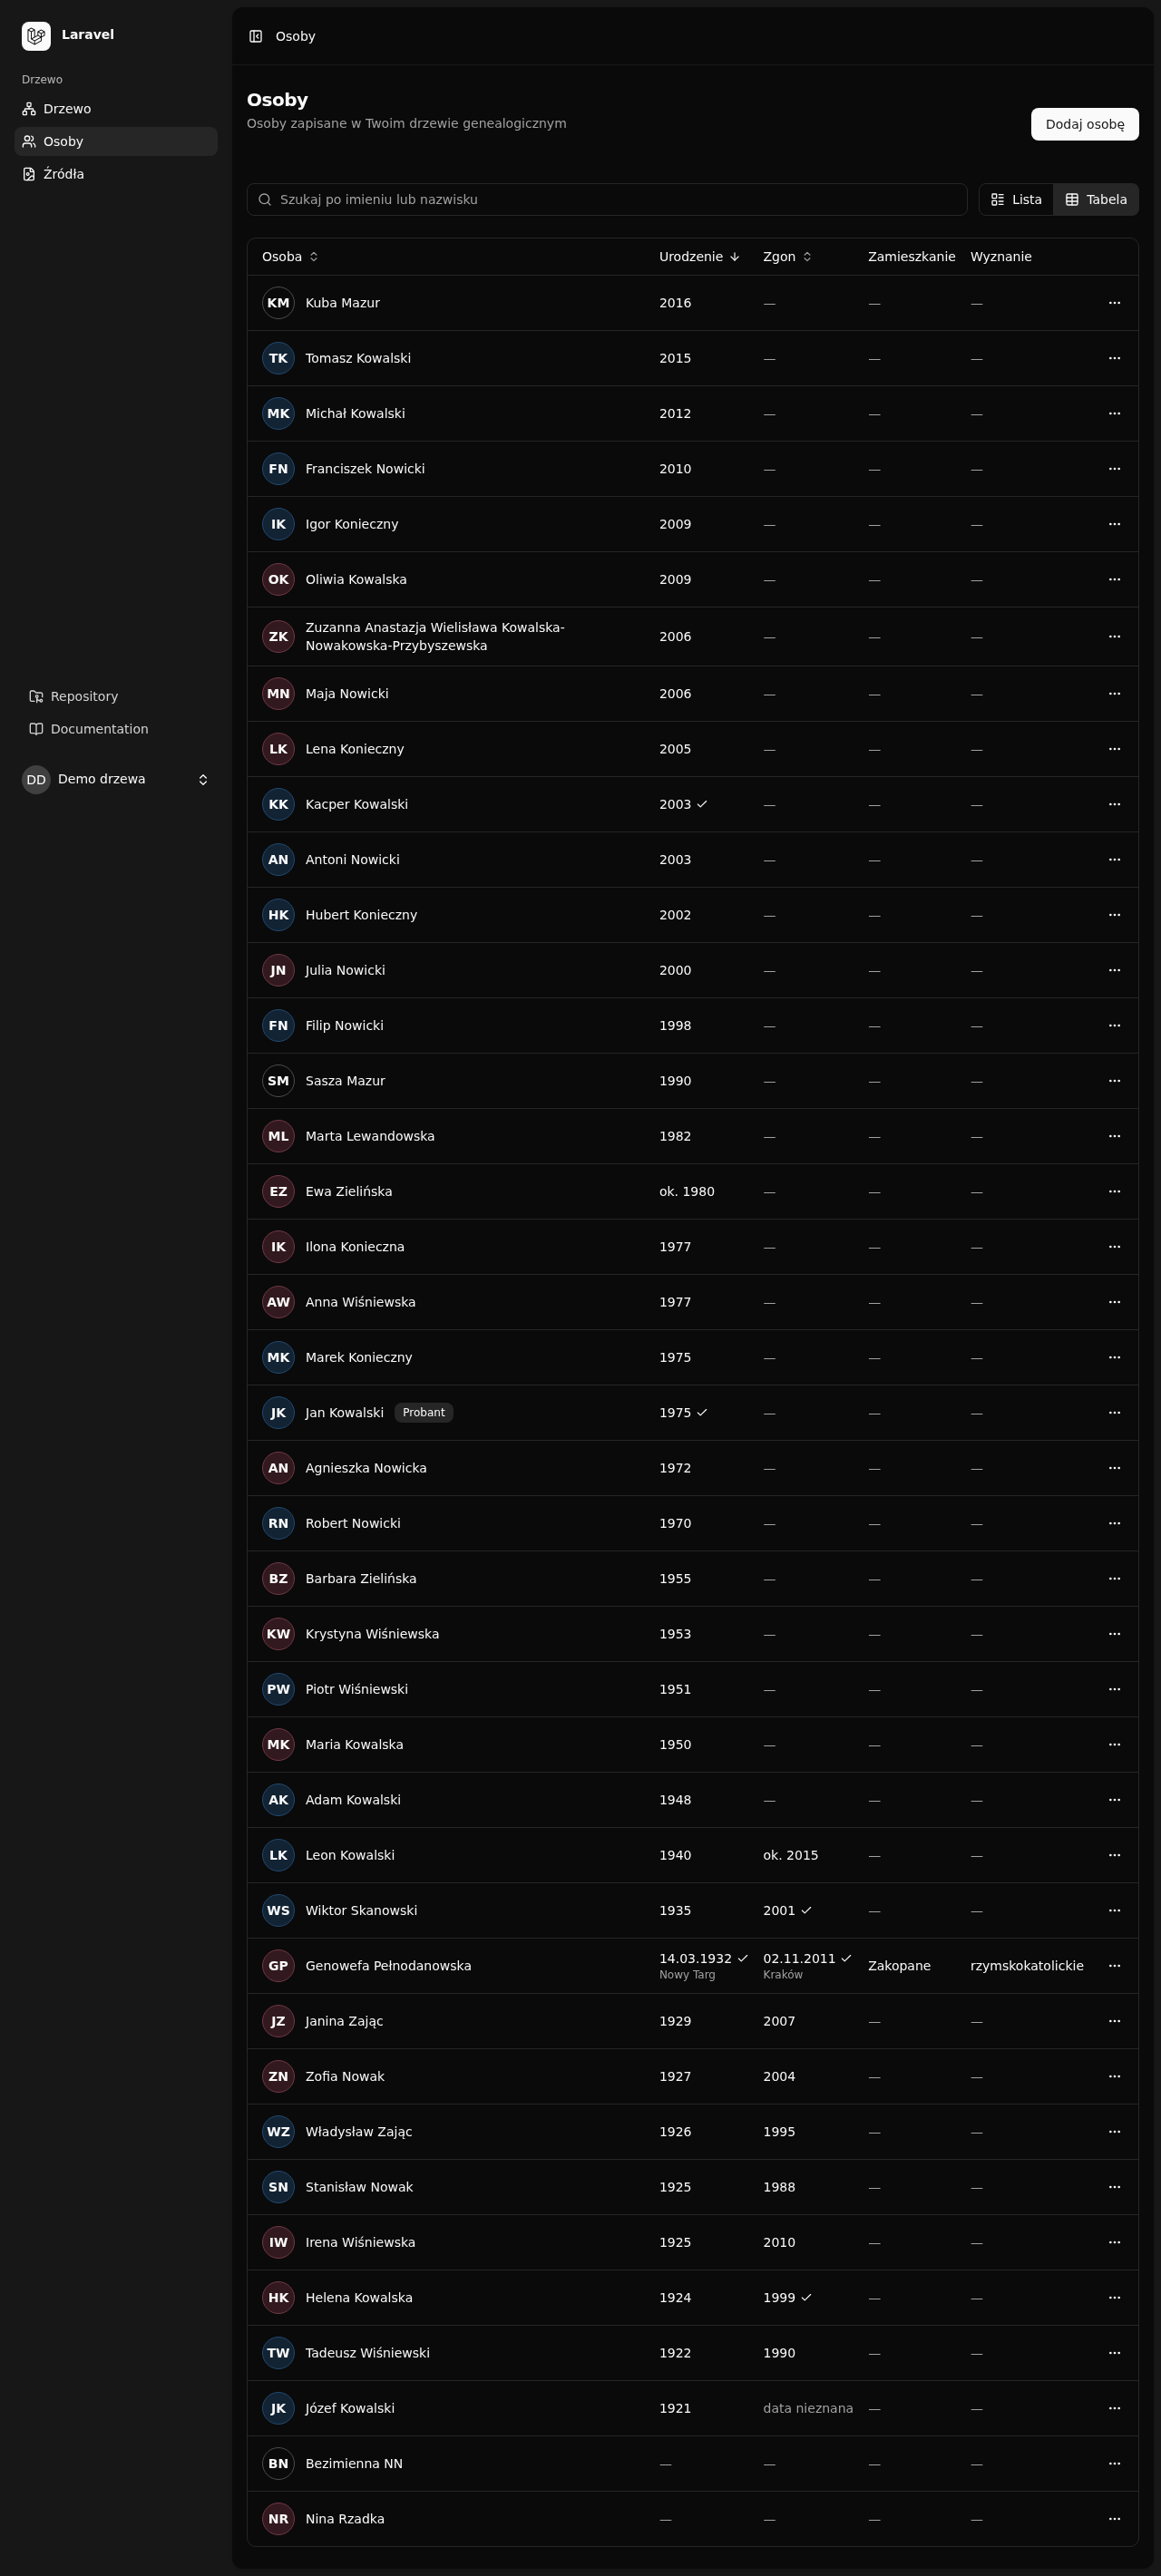 Laravel
Drzewo
Drzewo
Osoby
Źródła
Repository
Documentation
DD Demo drzewa
Osoby
Osoby
Osoby zapisane w Twoim drzewie genealogicznym
Dodaj osobę
Szukaj po imieniu lub nazwisku
Lista Tabela
Osoba Urodzenie Zgon Zamieszkanie Wyznanie
KM Kuba Mazur 2016 — — —
TK Tomasz Kowalski 2015 — — —
MK Michał Kowalski 2012 — — —
FN Franciszek Nowicki 2010 — — —
IK Igor Konieczny 2009 — — —
OK Oliwia Kowalska 2009 — — —
ZK Zuzanna Anastazja Wielisława Kowalska-
Nowakowska-Przybyszewska 2006 — — —
MN Maja Nowicki 2006 — — —
LK Lena Konieczny 2005 — — —
KK Kacper Kowalski 2003 ✓ — — —
AN Antoni Nowicki 2003 — — —
HK Hubert Konieczny 2002 — — —
JN Julia Nowicki 2000 — — —
FN Filip Nowicki 1998 — — —
SM Sasza Mazur 1990 — — —
ML Marta Lewandowska 1982 — — —
EZ Ewa Zielińska ok. 1980 — — —
IK Ilona Konieczna 1977 — — —
AW Anna Wiśniewska 1977 — — —
MK Marek Konieczny 1975 — — —
JK Jan Kowalski Probant 1975 ✓ — — —
AN Agnieszka Nowicka 1972 — — —
RN Robert Nowicki 1970 — — —
BZ Barbara Zielińska 1955 — — —
KW Krystyna Wiśniewska 1953 — — —
PW Piotr Wiśniewski 1951 — — —
MK Maria Kowalska 1950 — — —
AK Adam Kowalski 1948 — — —
LK Leon Kowalski 1940 ok. 2015 — —
WS Wiktor Skanowski 1935 2001 ✓ — —
GP Genowefa Pełnodanowska 14.03.1932 ✓ 02.11.2011 ✓ Zakopane rzymskokatolickie
Nowy Targ Kraków
JZ Janina Zając 1929 2007 — —
ZN Zofia Nowak 1927 2004 — —
WZ Władysław Zając 1926 1995 — —
SN Stanisław Nowak 1925 1988 — —
IW Irena Wiśniewska 1925 2010 — —
HK Helena Kowalska 1924 1999 ✓ — —
TW Tadeusz Wiśniewski 1922 1990 — —
JK Józef Kowalski 1921 data nieznana — —
BN Bezimienna NN — — — —
NR Nina Rzadka — — — —